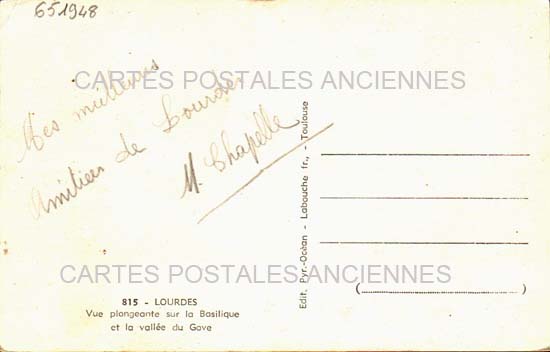 651948
CARTES POSTALES ANCIENNES
Mes meilleures
Amitiés de Lourdes
M. Chapelle
Edit. Pyr.-Océan - Labouche fr., - Toulouse
CARTES POSTALES ANCIENNES
(
)
815 - LOURDES
Vue plongeante sur la Basilique
et la vallée du Gave